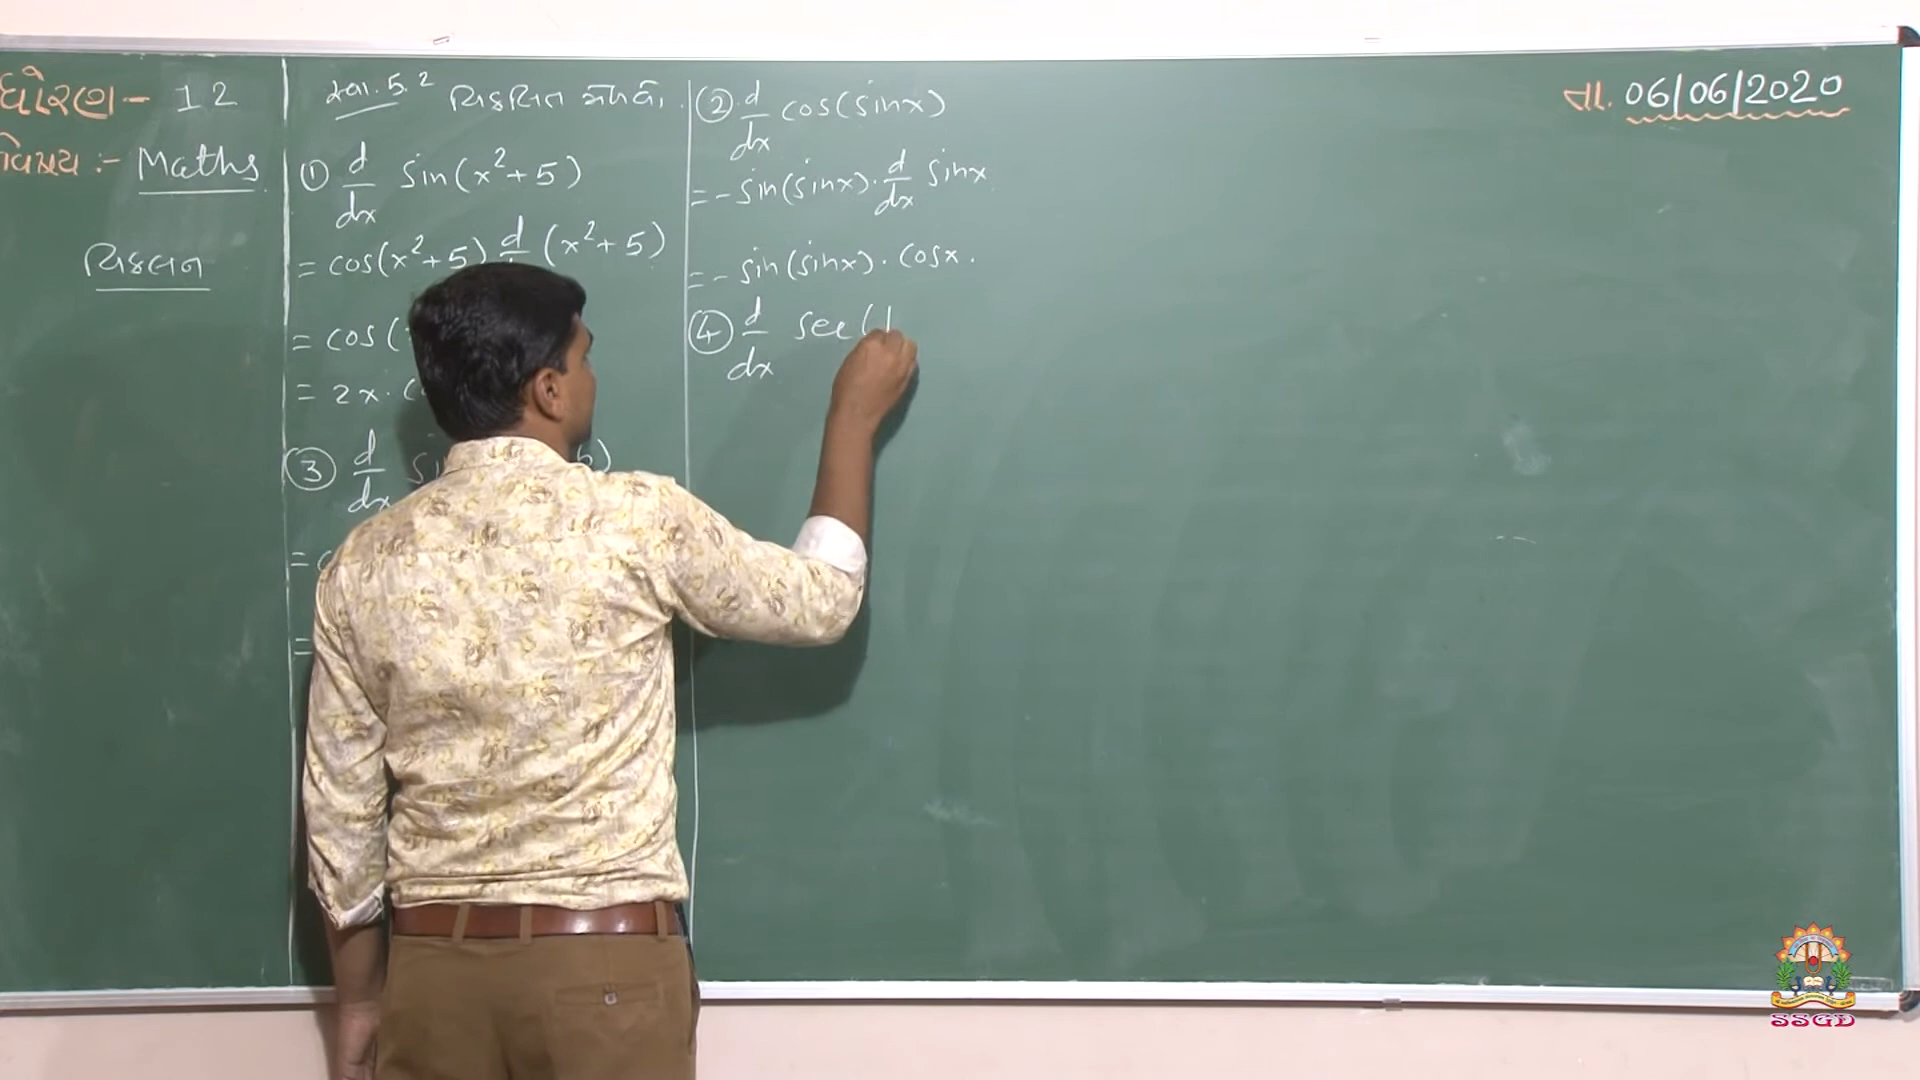 ધોરણ - 12
વિષય :- Maths
વિકલન
સ્વા. 5.2 વિકલિત મેળવો.
① d/dx sin(x²+5)
= cos(x²+5) d (x²+5)
= cos(
= 2x. c
③ d/dx si 6)
=
=
② d/dx cos(sinx)
= - sin(sinx). d/dx sinx
= - sin(sinx). cosx.
④ d/dx sec(
તા. 06/06/2020
SSGD